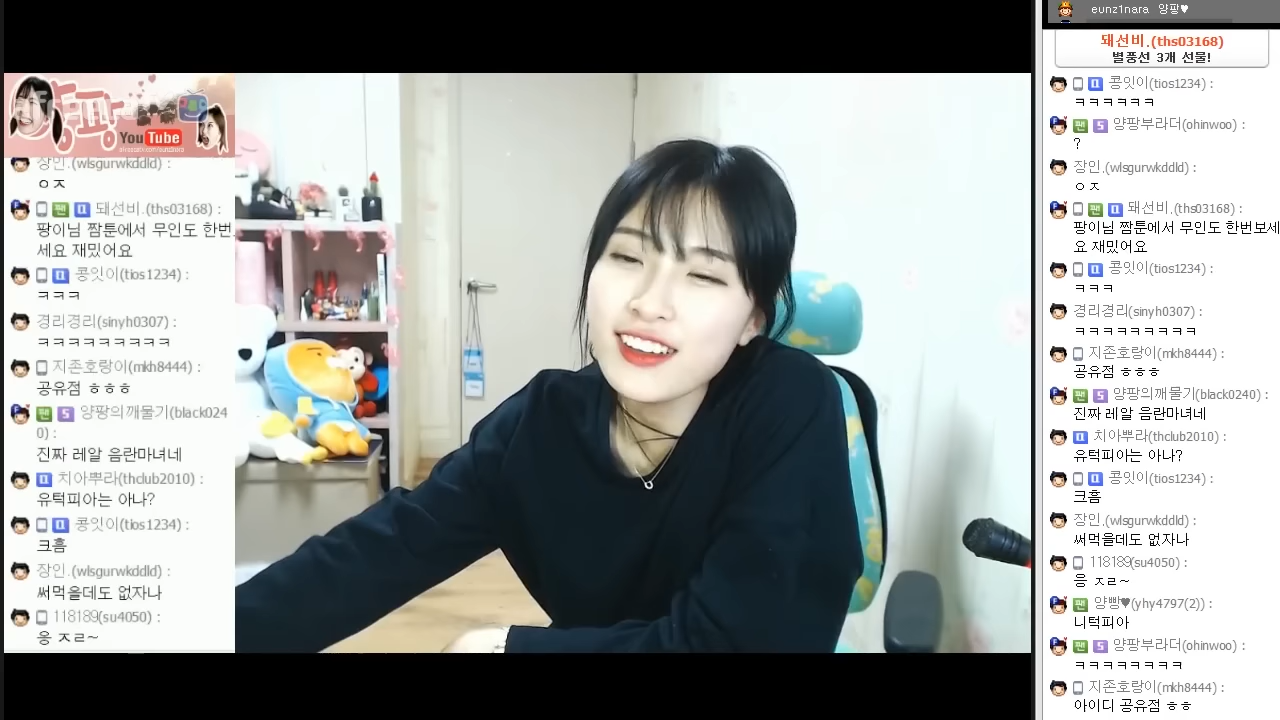 양팡
YouTube
장인.(wlsgurwkddld) :
ㅇㅈ
돼선비.(ths03168) :
팡이님 짬툰에서 무인도 한번.
세요 재밌어요
콩잇이(tios1234) :
ㅋㅋㅋ
경리경리(sinyh0307) :
ㅋㅋㅋㅋㅋㅋㅋㅋㅋ
지존호랑이(mkh8444) :
공유점 ㅎㅎㅎ
팬 S 양팡의깨물기(black024
0) :
진짜 레알 음란마녀네
치아뿌라(thclub2010) :
유턱피아는 아나?
콩잇이(tios1234) :
크흠
장인.(wlsgurwkddld) :
써먹을데도 없자나
118189(su4050) :
웅 ㅈㄹ~
eunz1nara 양팡♥
돼선비.(ths03168)
별풍선 3개 선물!
콩잇이(tios1234) :
ㅋㅋㅋㅋㅋㅋ
팬 S 양팡부라더(ohinwoo) :
?
장인.(wlsgurwkddld) :
ㅇㅈ
팬 돼선비.(ths03168) :
팡이님 짬툰에서 무인도 한번보세
요 재밌어요
콩잇이(tios1234) :
ㅋㅋㅋ
경리경리(sinyh0307) :
ㅋㅋㅋㅋㅋㅋㅋㅋㅋ
지존호랑이(mkh8444) :
공유점 ㅎㅎㅎ
팬 S 양팡의깨물기(black0240) :
진짜 레알 음란마녀네
치아뿌라(thclub2010) :
유턱피아는 아나?
콩잇이(tios1234) :
크흠
장인.(wlsgurwkddld) :
써먹을데도 없자나
118189(su4050) :
웅 ㅈㄹ~
팬 양빵♥(yhy4797(2)) :
니턱피아
팬 S 양팡부라더(ohinwoo) :
ㅋㅋㅋㅋㅋㅋㅋㅋ
지존호랑이(mkh8444) :
아이디 공유점 ㅎㅎ